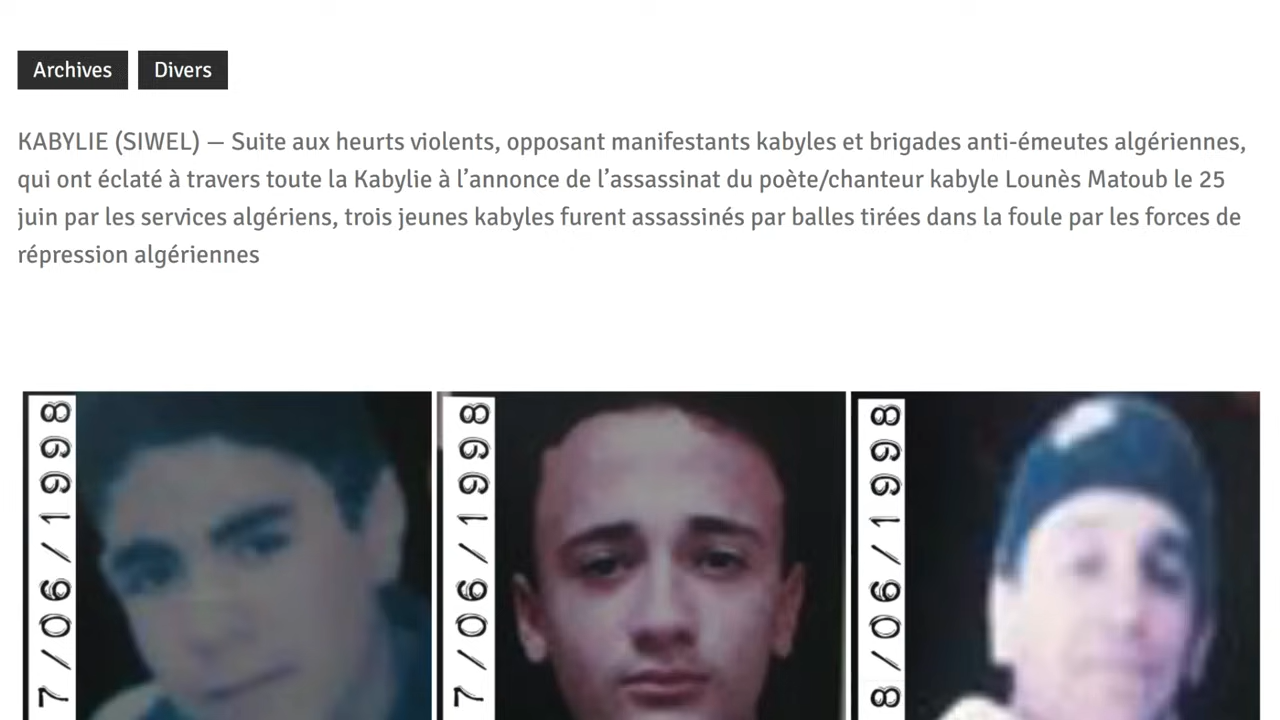 Archives
Divers
KABYLIE (SIWEL) — Suite aux heurts violents, opposant manifestants kabyles et brigades anti-émeutes algériennes,
qui ont éclaté à travers toute la Kabylie à l’annonce de l’assassinat du poète/chanteur kabyle Lounès Matoub le 25
juin par les services algériens, trois jeunes kabyles furent assassinés par balles tirées dans la foule par les forces de
répression algériennes
7/06/1998
7/06/1998
8/06/1998